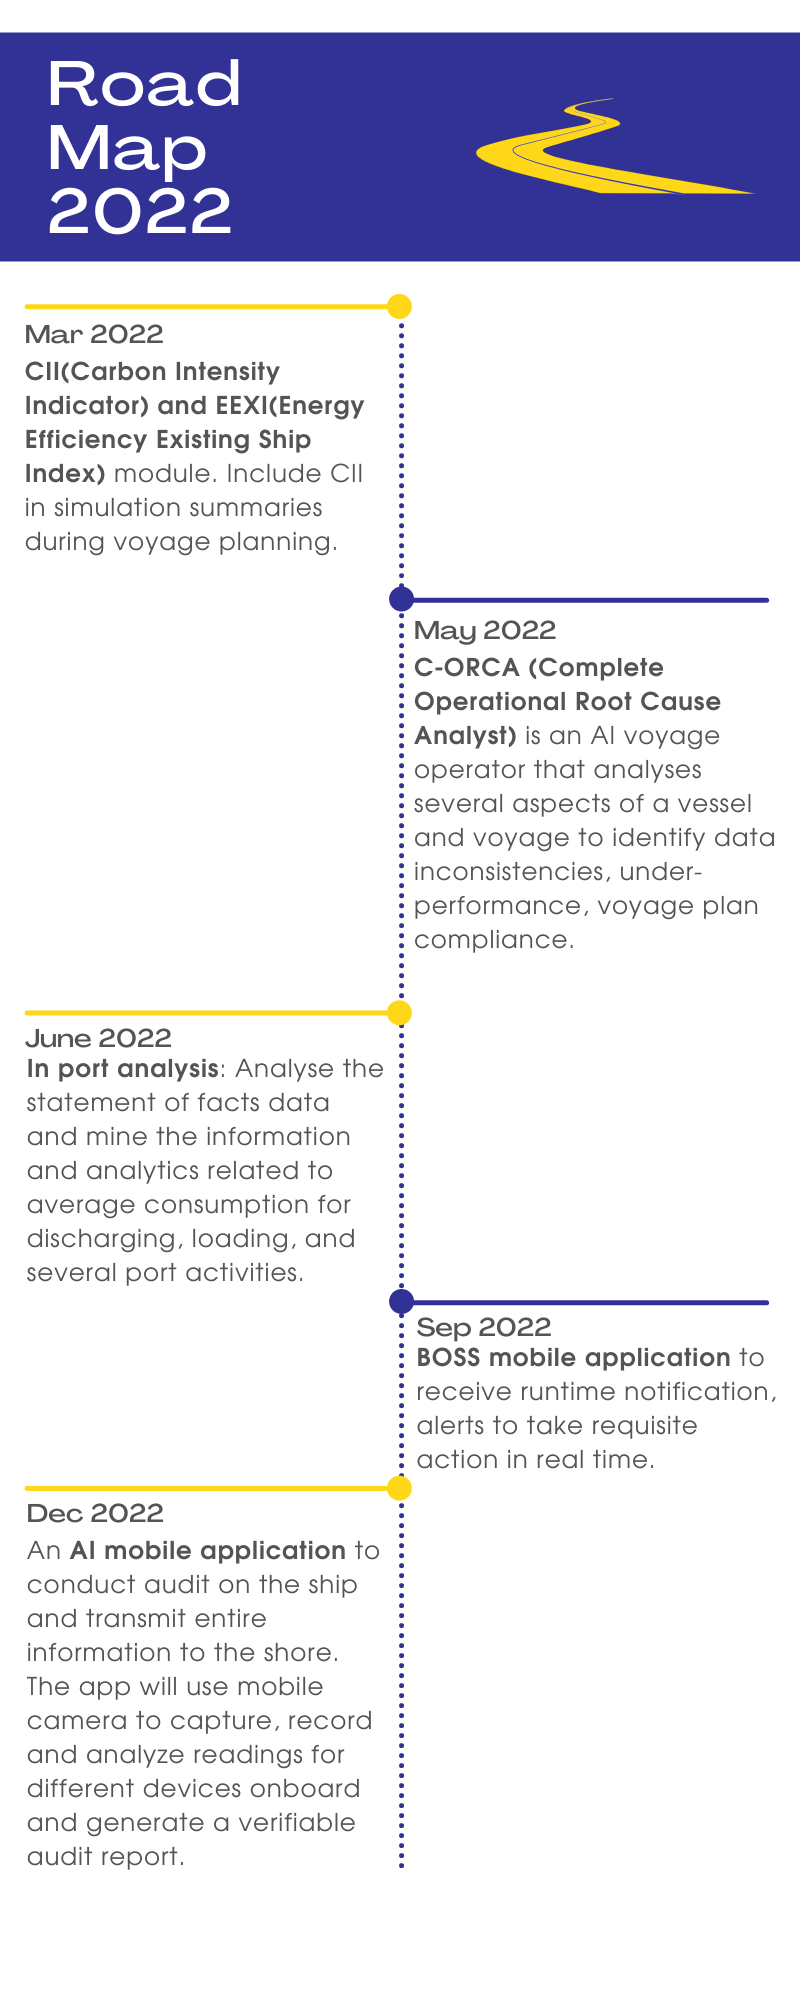 Road
Map
2022
Mar 2022
CII(Carbon Intensity
Indicator) and EEXI(Energy
Efficiency Existing Ship
Index) module. Include CII
in simulation summaries
during voyage planning.
May 2022
C-ORCA (Complete
Operational Root Cause
Analyst) is an AI voyage
operator that analyses
several aspects of a vessel
and voyage to identify data
inconsistencies, under-
performance, voyage plan
compliance.
June 2022
In port analysis: Analyse the
statement of facts data
and mine the information
and analytics related to
average consumption for
discharging, loading, and
several port activities.
Sep 2022
BOSS mobile application to
receive runtime notification,
alerts to take requisite
action in real time.
Dec 2022
An AI mobile application to
conduct audit on the ship
and transmit entire
information to the shore.
The app will use mobile
camera to capture, record
and analyze readings for
different devices onboard
and generate a verifiable
audit report.